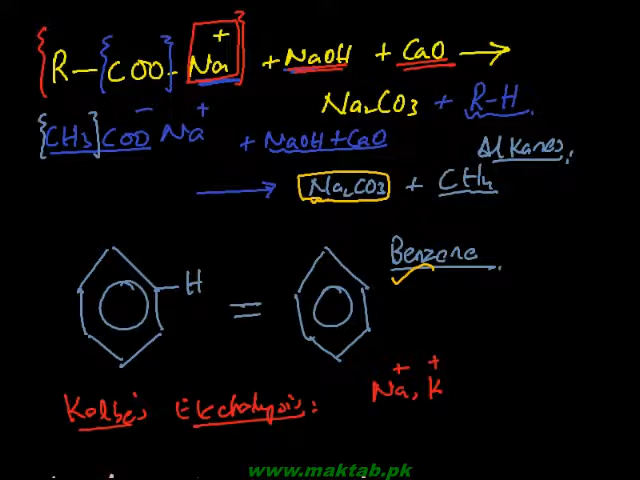 R—COO-Na⁺ + NaOH + CaO →
Na₂CO₃ + R-H
CH3COO⁻ Na⁺ + NaOH + CaO
Alkanes.
→ Na₂CO3 + CH₄
Benzene
H
=
Na⁺, K⁺
Kolbe's Electrolysis:
www.maktab.pk